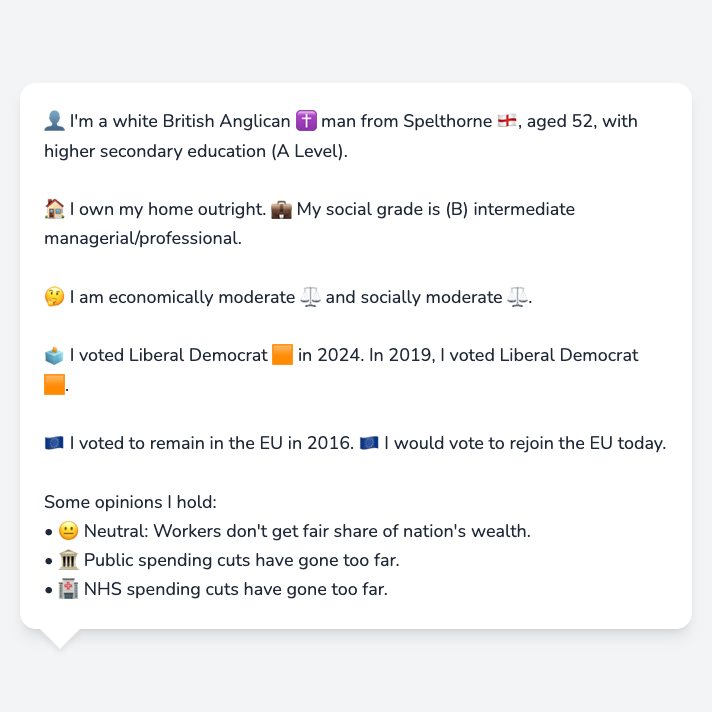 👤 I'm a white British Anglican ✝️ man from Spelthorne 🏴󠁧󠁢󠁥󠁮󠁧󠁿, aged 52, with
higher secondary education (A Level).
🏠 I own my home outright. 💼 My social grade is (B) intermediate
managerial/professional.
🤔 I am economically moderate ⚖️ and socially moderate ⚖️.
🗳️ I voted Liberal Democrat 🟧 in 2024. In 2019, I voted Liberal Democrat
🟧.
🇪🇺 I voted to remain in the EU in 2016. 🇪🇺 I would vote to rejoin the EU today.
Some opinions I hold:
• 😐 Neutral: Workers don't get fair share of nation's wealth.
• 🏛️ Public spending cuts have gone too far.
• 🏥 NHS spending cuts have gone too far.